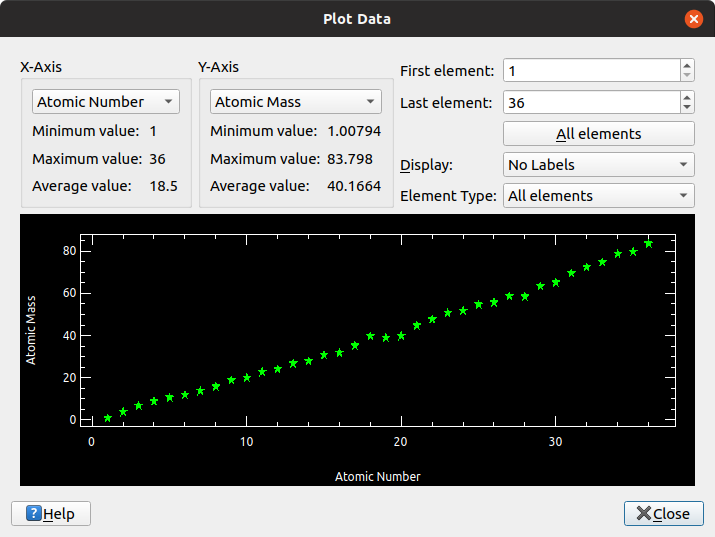 Plot Data
X-Axis
Atomic Number
Minimum value: 1
Maximum value: 36
Average value: 18.5
Y-Axis
Atomic Mass
Minimum value: 1.00794
Maximum value: 83.798
Average value: 40.1664
First element: 1
Last element: 36
All elements
Display: No Labels
Element Type: All elements
Atomic Mass
80
60
40
20
0
0 10 20 30
Atomic Number
Help
Close